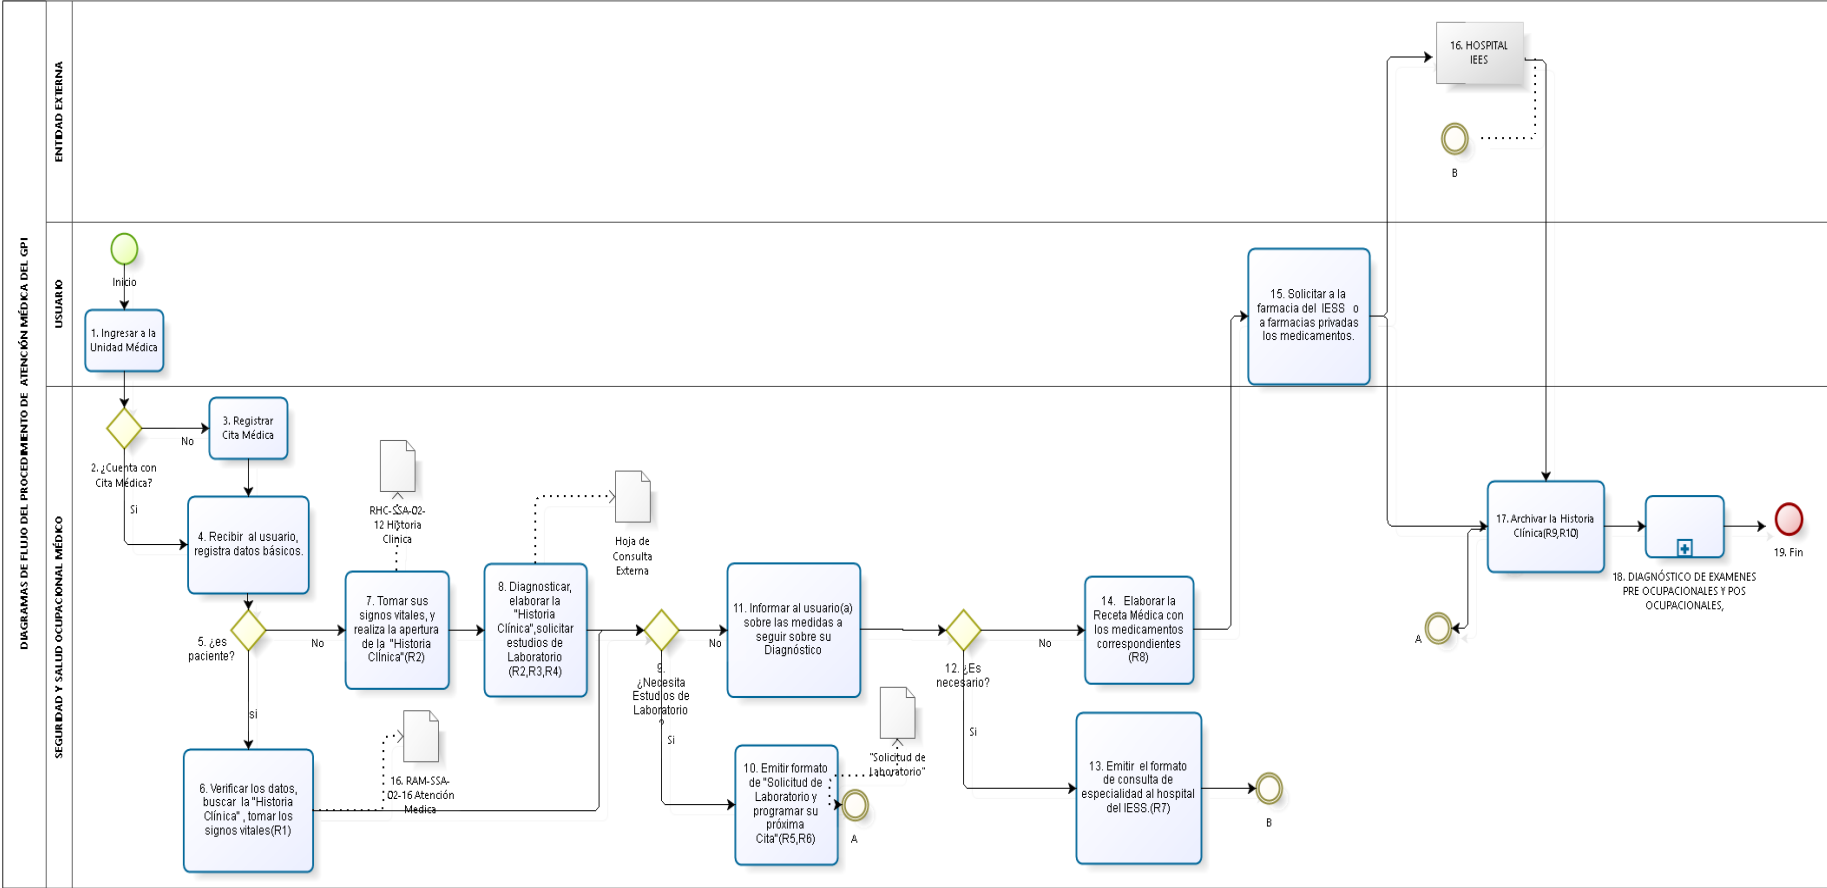 DIAGRAMAS DE FLUJO DEL PROCEDIMIENTO DE ATENCIÓN MÉDICA DEL GPI
ENTIDAD EXTERNA
16. HOSPITAL
IEES
B
USUARIO
Inicio
1. Ingresar a la
Unidad Médica
15. Solicitar a la
farmacia del IESS o
a farmacias privadas
los medicamentos.
SEGURIDAD Y SALUD OCUPACIONAL MÉDICO
2. ¿Cuenta con
Cita Médica?
No
Si
3. Registrar
Cita Médica
4. Recibir al usuario,
registra datos básicos.
5. ¿es
paciente?
No
si
6. Verificar los datos,
buscar la "Historia
Clínica" , tomar los
signos vitales(R1)
16. RAM-SSA-
02-16 Atención
Medica
RHC-SSA-02-
12 Historia
Clinica
7. Tomar sus
signos vitales, y
realiza la apertura
de la "Historia
Clínica"(R2)
8. Diagnosticar,
elaborar la
"Historia
Clínica",solicitar
estudios de
Laboratorio
(R2,R3,R4)
Hoja de
Consulta
Externa
9.
¿Necesita
Estudios de
Laboratorio
?
No
Si
10. Emitir formato
de "Solicitud de
Laboratorio y
programar su
próxima
Cita"(R5,R6)
"Solicitud de
Laboratorio"
A
11. Informar al usuario(a)
sobre las medidas a
seguir sobre su
Diagnóstico
12. ¿Es
necesario?
No
Si
13. Emitir el formato
de consulta de
especialidad al hospital
del IESS.(R7)
B
14. Elaborar la
Receta Médica con
los medicamentos
correspondientes
(R8)
17. Archivar la Historia
Clínica(R9,R10)
A
18. DIAGNÓSTICO DE EXAMENES
PRE OCUPACIONALES Y POS
OCUPACIONALES,
19. Fin